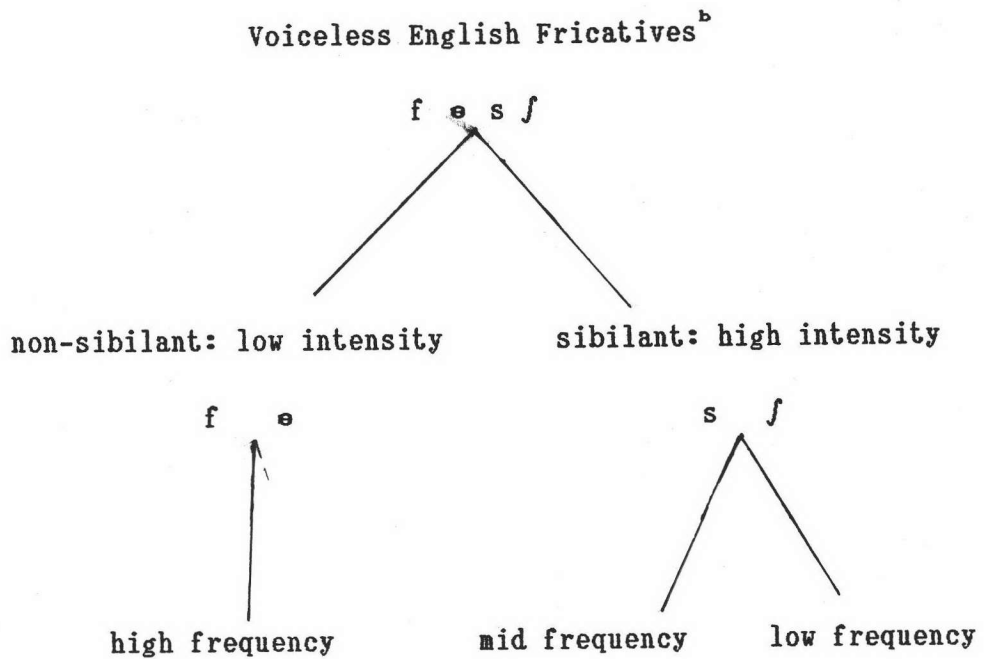 Voiceless English Fricatives b
f ɵ s ʃ
non-sibilant: low intensity sibilant: high intensity
f ɵ s ʃ
high frequency mid frequency low frequency